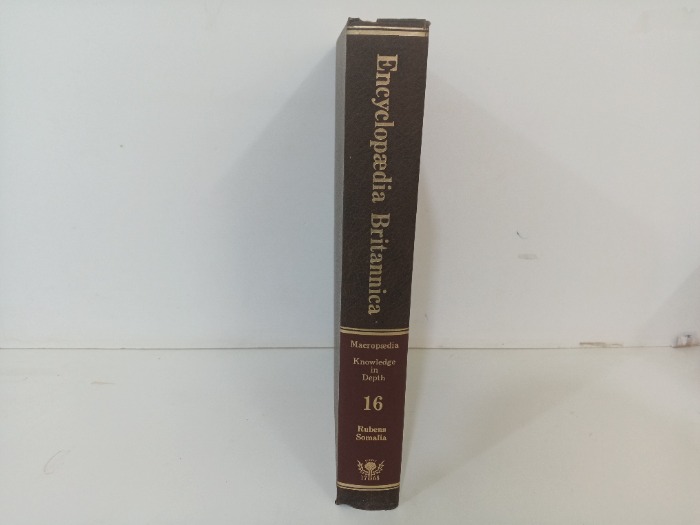 Encyclopædia Britannica
Macropædia
Knowledge
in
Depth
16
Rubens
Somalia